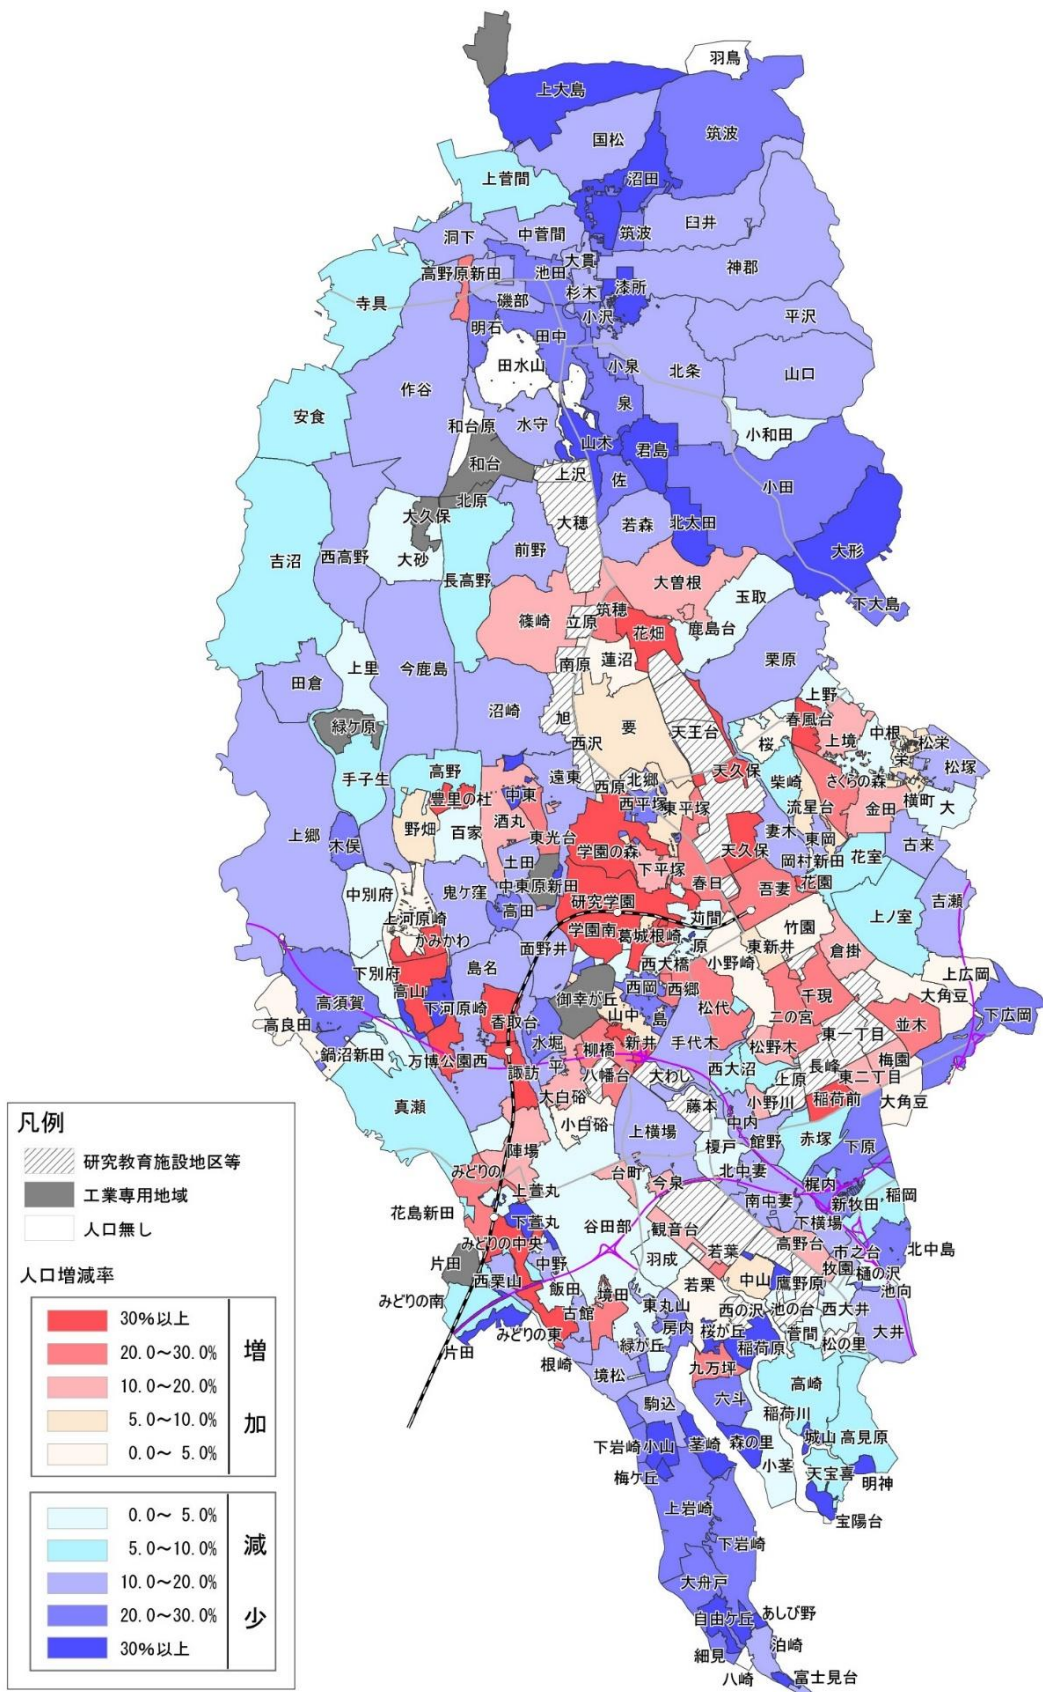 羽鳥
上大島
国松
筑波
沼田
上菅間
臼井
筑波
中菅間
洞下
大貫
神郡
高野原新田
池田
漆所
杉木
寺具
磯部
小沢
平沢
明石
田中
小泉
北条
田水山
山口
作谷
泉
安食
和台原
水守
小和田
山木
君島
和台
上沢
佐
小田
北原
大久保
大穂
若森
北太田
大形
吉沼
西高野
大砂
前野
長高野
大曽根
玉取
下大島
筑穂
篠崎
立原
花畑
鹿島台
上里
南原
蓮沼
栗原
今鹿島
田倉
上野
沼崎
旭
要
春風台
緑ケ原
天王台
桜
上境
中根
松栄
西沢
栄
手子生
高野
遠東
西原
北郷
天久保
柴崎
さくらの森
松塚
豊里の杜
中東
西平塚
東平塚
流星台
金田
横町
大
上郷
野畑
酒丸
百家
東光台
天久保
妻木
東岡
木俣
学園の森
古来
土田
下平塚
岡村新田
花室
鬼ケ窪
中東原新田
春日
吾妻
花園
中別府
高田
研究学園
苅間
吉瀬
上河原崎
学園南
葛城根崎
竹園
上ノ室
かみかわ
面野井
原
東新井
倉掛
島名
西大橋
小野崎
下別府
上広岡
高山
御幸が丘
西岡
西郷
千現
大角豆
高須賀
下河原崎
山中
島
松代
二の宮
下広岡
高良田
香取台
東一丁目
並木
水堀
新井
手代木
鍋沼新田
柳橋
松野木
長峰
梅園
万博公園西
平
西大沼
諏訪
八幡台
大わし
上原
東二丁目
大白硲
藤本
小野川
稲荷前
大角豆
真瀬
小白硲
中内
上横場
館野
赤塚
下原
陣場
榎戸
みどりの
台町
北中妻
上萱丸
今泉
梶内
稲岡
花島新田
南中妻
新牧田
下萱丸
谷田部
観音台
下横場
みどりの中央
高野台
市之台
北中島
片田
羽成
若葉
中野
牧園
樋の沢
西栗山
中山
鷹野原
飯田
若栗
池向
みどりの南
境田
西の沢
池の台
西大井
古館
東丸山
大井
みどりの東
房内
桜が丘
稲荷原
菅間
片田
緑が丘
松の里
根崎
九万坪
境松
高崎
六斗
駒込
稲荷川
下岩崎
小山
茎崎
森の里
城山
高見原
小茎
梅ケ丘
天宝喜
明神
上岩崎
宝陽台
下岩崎
大舟戸
自由ケ丘
あしび野
細見
泊崎
八崎
富士見台
凡例
研究教育施設地区等
工業専用地域
人口無し
人口増減率
30%以上
20.0～30.0%
10.0～20.0%
5.0～10.0%
0.0～ 5.0%
増
加
0.0～ 5.0%
5.0～10.0%
10.0～20.0%
20.0～30.0%
30%以上
減
少